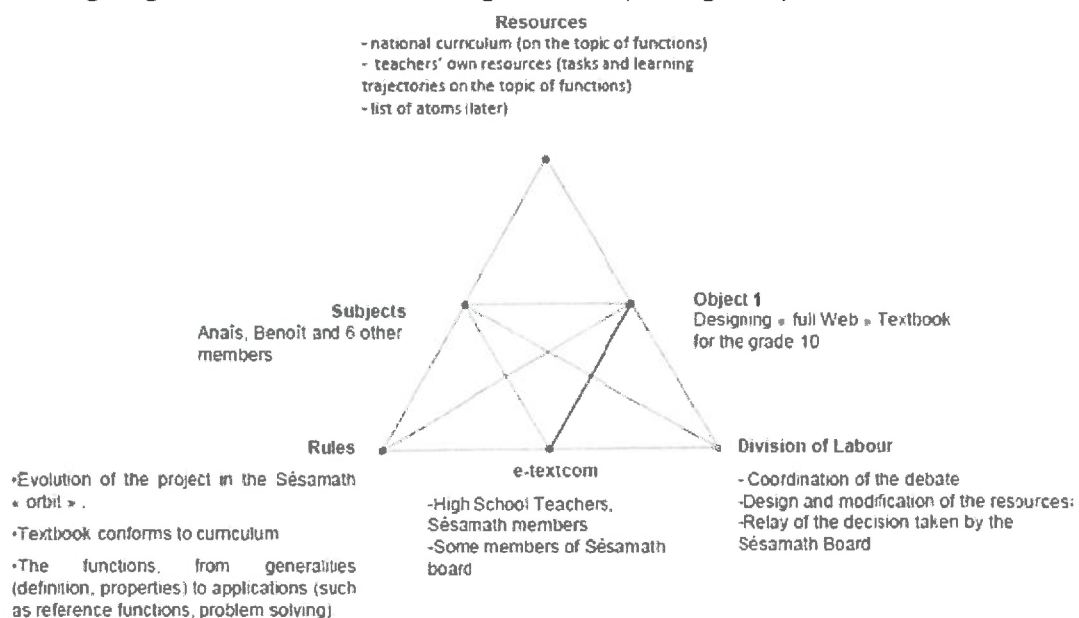 Resources
- national curriculum (on the topic of functions)
- teachers' own resources (tasks and learning
trajectories on the topic of functions)
- list of atoms (later)
Subjects
Anaïs, Benoît and 6 other
members
Object 1
Designing « full Web » Textbook
for the grade 10
Rules
•Evolution of the project in the Sésamath
« orbit » .
•Textbook conforms to curriculum
•The functions, from generalities
(definition, properties) to applications (such
as reference functions, problem solving)
e-textcom
-High School Teachers,
Sésamath members
-Some members of Sésamath
board
Division of Labour
- Coordination of the debate
-Design and modification of the resources;
-Relay of the decision taken by the
Sésamath Board